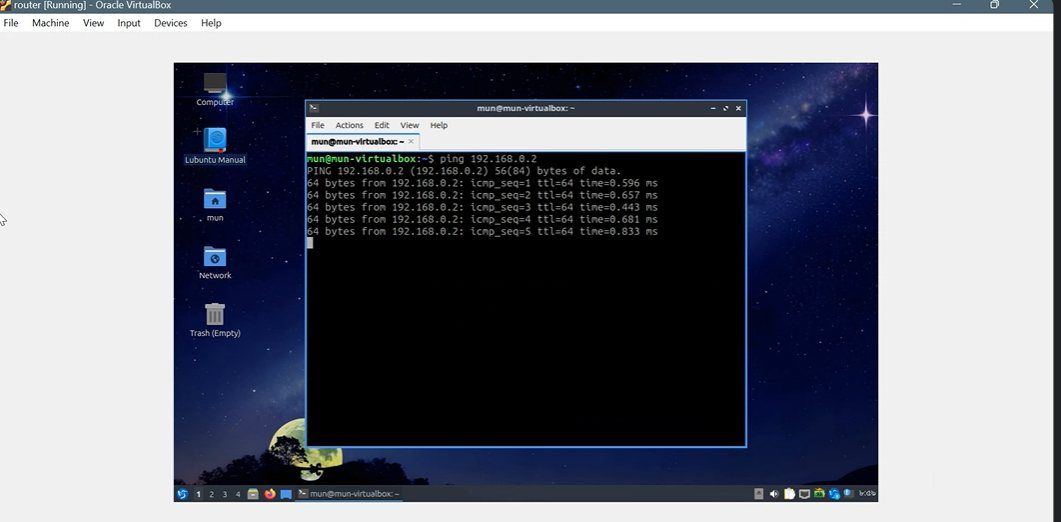 router [Running] - Oracle VirtualBox
File Machine View Input Devices Help
Computer
Lubuntu Manual
mun
Network
Trash (Empty)
mun@mun-virtualbox: ~
File Actions Edit View Help
mun@mun-virtualbox: ~
mun@mun-virtualbox:~$ ping 192.168.0.2
PING 192.168.0.2 (192.168.0.2) 56(84) bytes of data.
64 bytes from 192.168.0.2: icmp_seq=1 ttl=64 time=0.596 ms
64 bytes from 192.168.0.2: icmp_seq=2 ttl=64 time=0.657 ms
64 bytes from 192.168.0.2: icmp_seq=3 ttl=64 time=0.443 ms
64 bytes from 192.168.0.2: icmp_seq=4 ttl=64 time=0.681 ms
64 bytes from 192.168.0.2: icmp_seq=5 ttl=64 time=0.833 ms
1 2 3 4 mun@mun-virtualbox: ~